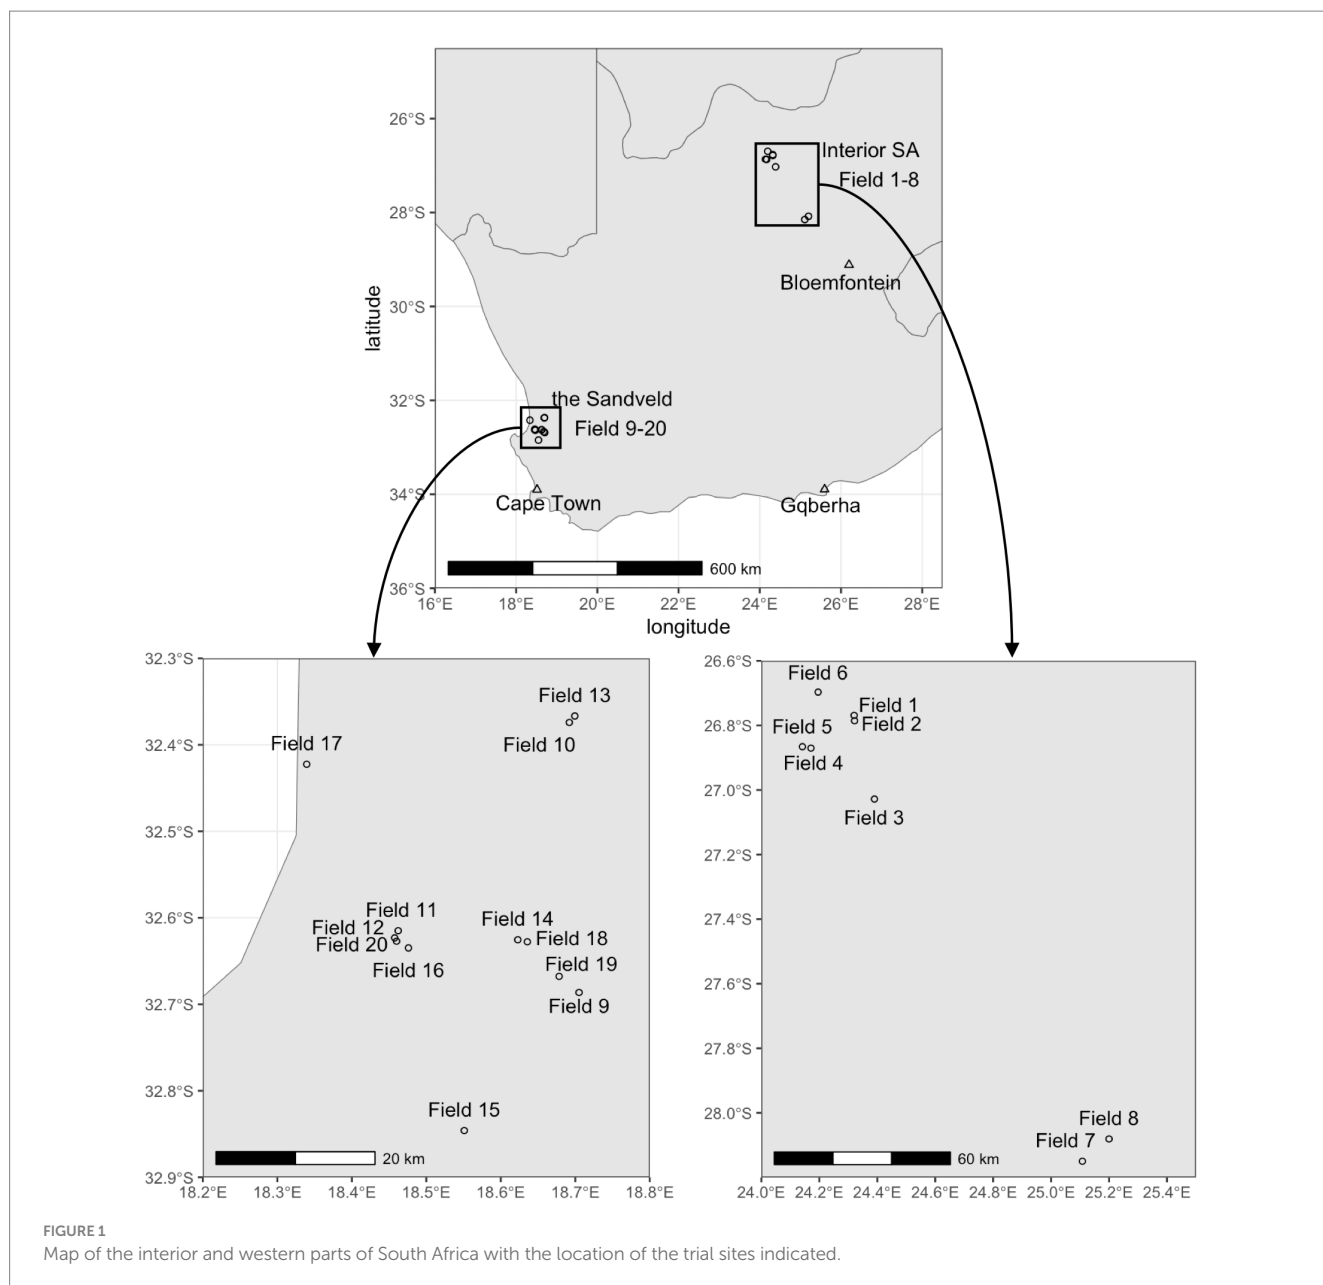 26°S
28°S
30°S
32°S
34°S
36°S
latitude
Interior SA
Field 1-8
Bloemfontein
the Sandveld
Field 9-20
Cape Town
Gqberha
600 km
16°E 18°E 20°E 22°E 24°E 26°E 28°E
longitude
32.3°S
32.4°S
32.5°S
32.6°S
32.7°S
32.8°S
32.9°S
Field 13
Field 10
Field 17
Field 11
Field 12
Field 20
Field 16
Field 14
Field 18
Field 19
Field 9
Field 15
20 km
18.2°E 18.3°E 18.4°E 18.5°E 18.6°E 18.7°E 18.8°E
26.6°S
26.8°S
27.0°S
27.2°S
27.4°S
27.6°S
27.8°S
28.0°S
Field 6
Field 1
Field 2
Field 5
Field 4
Field 3
Field 8
Field 7
60 km
24.0°E 24.2°E 24.4°E 24.6°E 24.8°E 25.0°E 25.2°E 25.4°E
FIGURE 1
Map of the interior and western parts of South Africa with the location of the trial sites indicated.